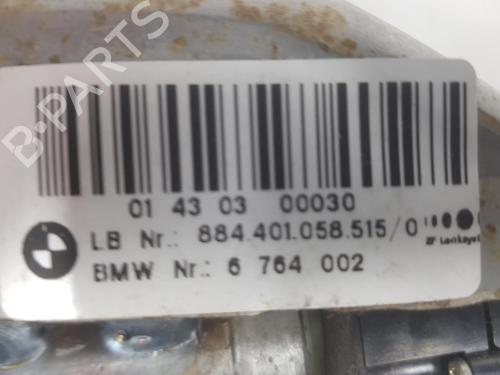 B-PARTS
01 43 03 00030
LB Nr.: 884.401.058.515/0
BMW Nr.: 6 764 002